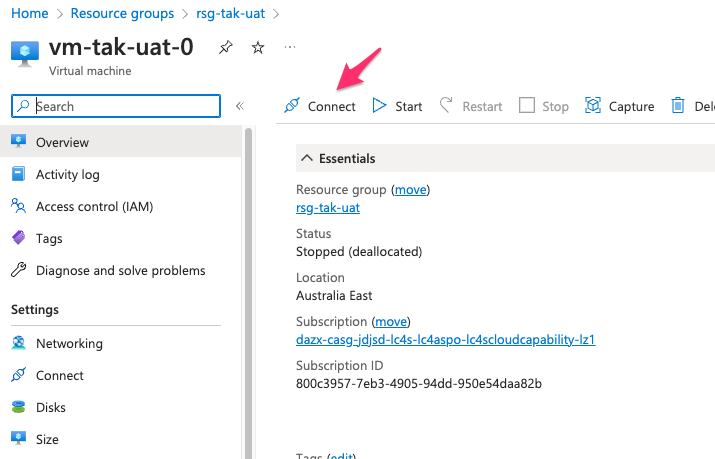 Home > Resource groups > rsg-tak-uat >
vm-tak-uat-0
Virtual machine
Search
Connect Start Restart Stop Capture Del
Overview
Activity log
Access control (IAM)
Tags
Diagnose and solve problems
Settings
Networking
Connect
Disks
Size
Essentials
Resource group (move)
rsg-tak-uat
Status
Stopped (deallocated)
Location
Australia East
Subscription (move)
dazx-casg-jdjsd-lc4s-lc4aspo-lc4scloudcapability-lz1
Subscription ID
800c3957-7eb3-4905-94dd-950e54daa82b
Tags (edit)